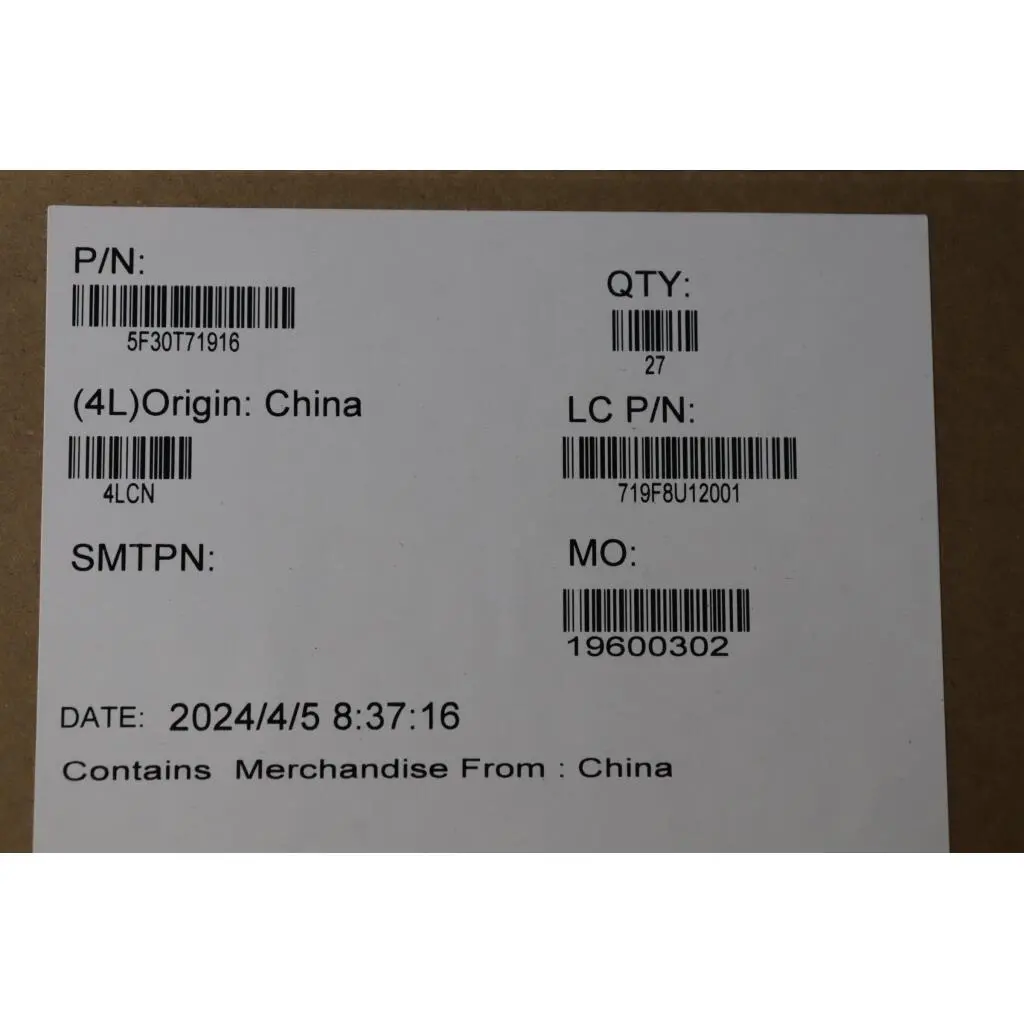 P/N:
5F30T71916
QTY:
27
(4L)Origin: China
4LCN
LC P/N:
719F8U12001
SMTPN:
MO:
19600302
DATE: 2024/4/5 8:37:16
Contains Merchandise From : China